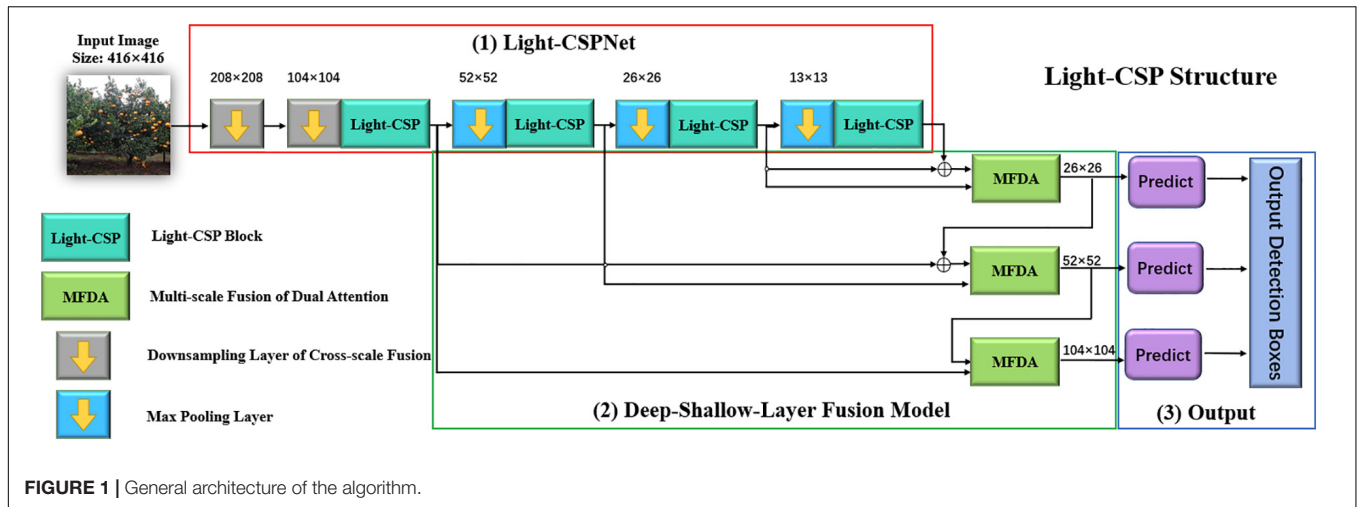 Input Image
Size: 416×416
(1) Light-CSPNet
Light-CSP Structure
208×208
104×104
52×52
26×26
13×13
Light-CSP
Light-CSP
Light-CSP
Light-CSP
MFDA
26×26
Predict
MFDA
52×52
Predict
MFDA
104×104
Predict
Output Detection Boxes
Light-CSP
Light-CSP Block
MFDA
Multi-scale Fusion of Dual Attention
Downsampling Layer of Cross-scale Fusion
Max Pooling Layer
(2) Deep-Shallow-Layer Fusion Model
(3) Output
FIGURE 1 | General architecture of the algorithm.